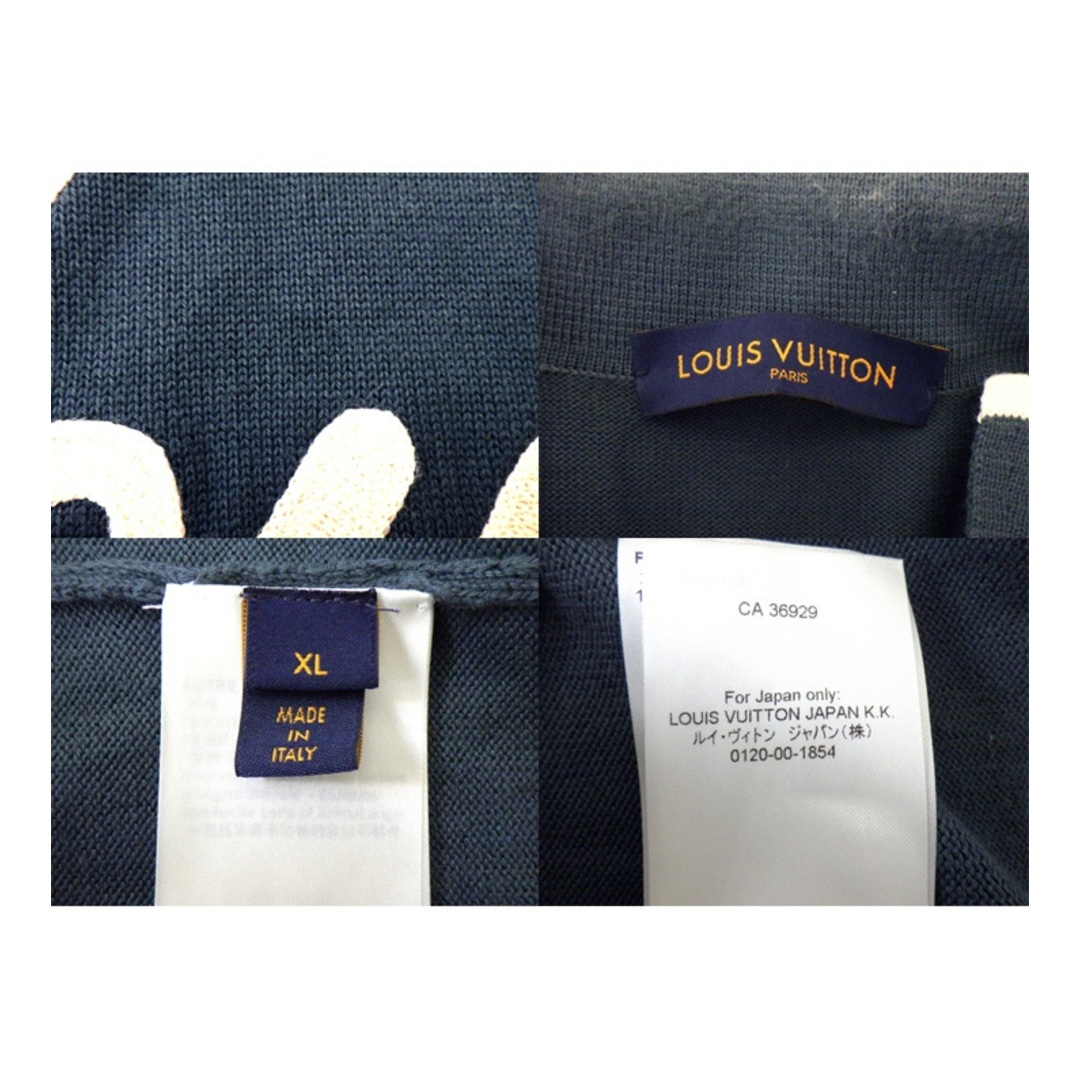 LOUIS VUITTON
PARIS
XL
MADE
IN
ITALY
CA 36929
For Japan only:
LOUIS VUITTON JAPAN K.K.
ルイ・ヴィトン ジャパン(株)
0120-00-1854